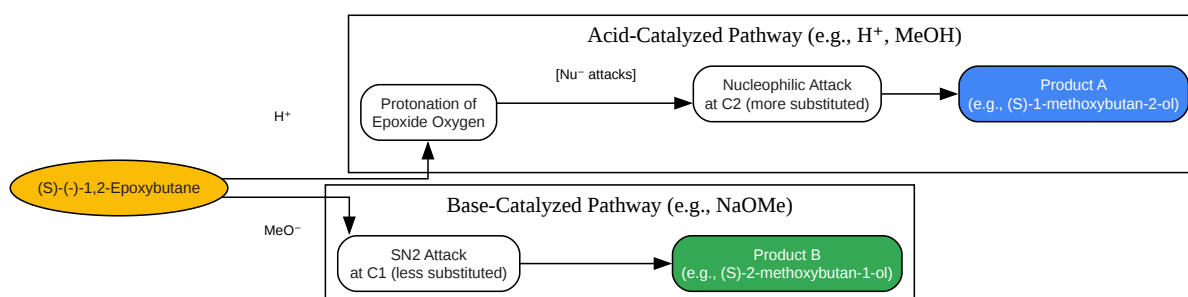 Acid-Catalyzed Pathway (e.g., H⁺, MeOH)
[Nu⁻ attacks]
Protonation of
Epoxide Oxygen
Nucleophilic Attack
at C2 (more substituted)
Product A
(e.g., (S)-1-methoxybutan-2-ol)
H⁺
(S)-(-)-1,2-Epoxybutane
MeO⁻
Base-Catalyzed Pathway (e.g., NaOMe)
SN2 Attack
at C1 (less substituted)
Product B
(e.g., (S)-2-methoxybutan-1-ol)